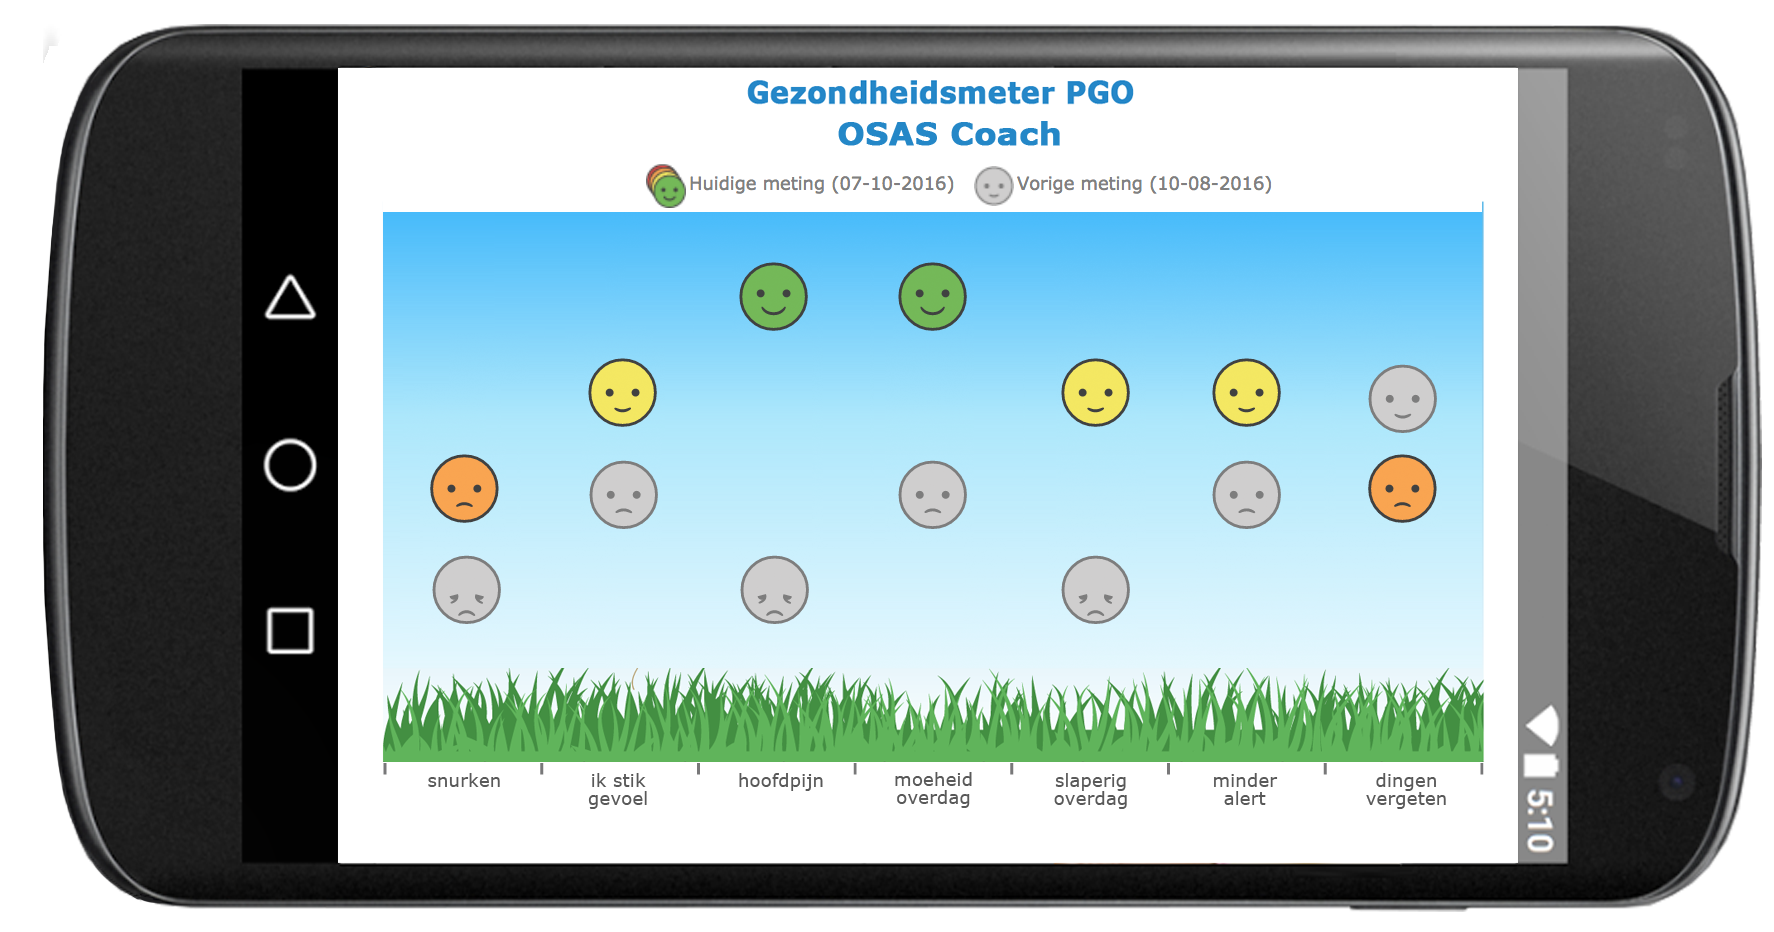 Gezondheidsmeter PGO
OSAS Coach
Huidige meting (07-10-2016) Vorige meting (10-08-2016)
snurken
ik stik
gevoel
hoofdpijn
moeheid
overdag
slaperig
overdag
minder
alert
dingen
vergeten
5:10